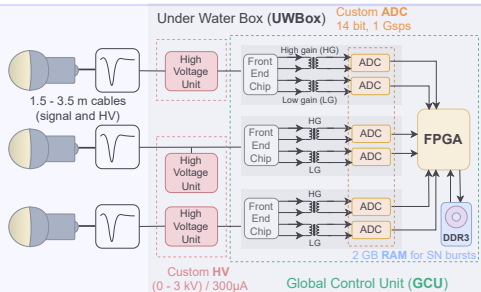 Under Water Box (UWBox)
Custom ADC
14 bit, 1 Gsps
High
Voltage
Unit
Front
End
Chip
High gain (HG)
Low gain (LG)
ADC
ADC
1.5 - 3.5 m cables
(signal and HV)
High
Voltage
Unit
Front
End
Chip
HG
LG
ADC
ADC
FPGA
High
Voltage
Unit
Front
End
Chip
HG
LG
ADC
ADC
DDR3
2 GB RAM for SN bursts
Custom HV
(0 - 3 kV) / 300μA
Global Control Unit (GCU)